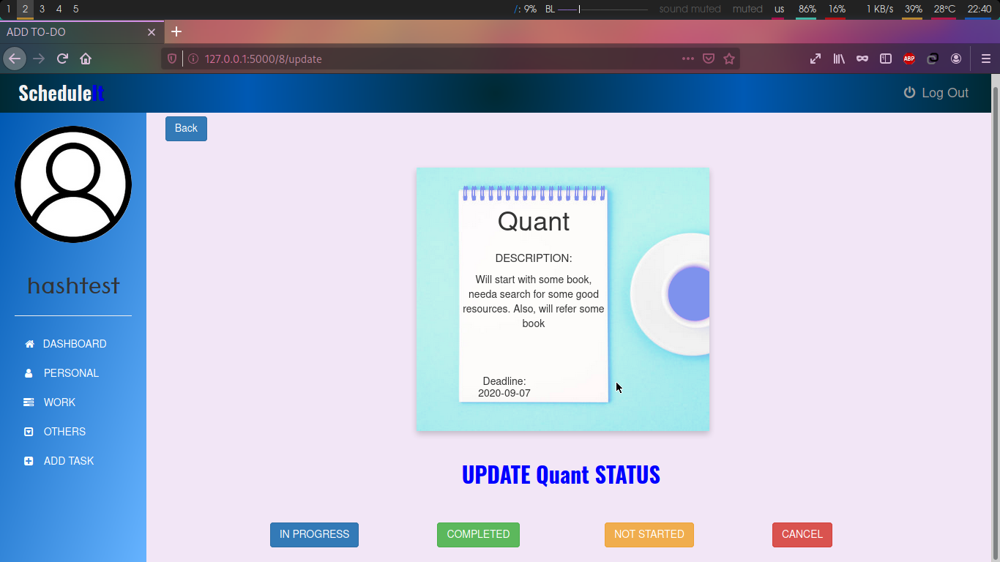 1 2 3 4 5 /: 9% BL sound muted muted us 86% 16% 1 KB/s 39% 28°C 22:40
ADD TO-DO
127.0.0.1:5000/8/update
ABP
ScheduleIt
Log Out
Back
hashtest
DASHBOARD
PERSONAL
WORK
OTHERS
ADD TASK
Quant
DESCRIPTION:
Will start with some book,
needa search for some good
resources. Also, will refer some
book
Deadline:
2020-09-07
UPDATE Quant STATUS
IN PROGRESS
COMPLETED
NOT STARTED
CANCEL